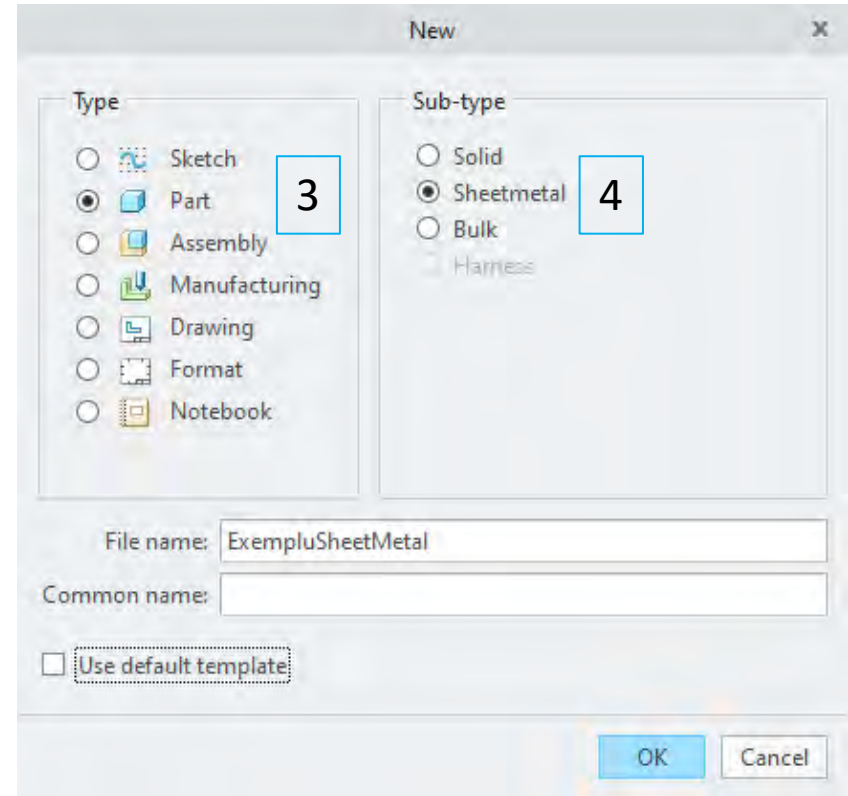 New
Type
Sketch
Part
Assembly
Manufacturing
Drawing
Format
Notebook
3
Sub-type
Solid
Sheetmetal
Bulk
Harness
4
File name: ExempluSheetMetal
Common name:
Use default template
OK Cancel